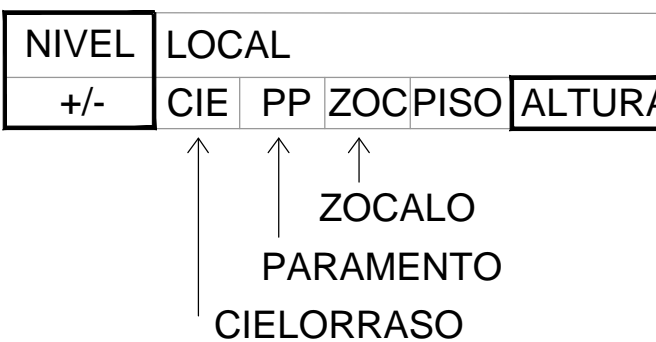 NIVEL LOCAL
+/- CIE PP ZOC PISO ALTURA
ZOCALO
PARAMENTO
CIELORRASO